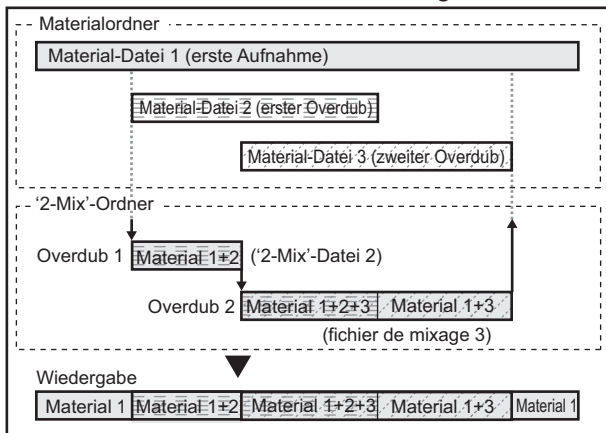 Materialordner
Material-Datei 1 (erste Aufnahme)
Material-Datei 2 (erster Overdub)
Material-Datei 3 (zweiter Overdub)
'2-Mix'-Ordner
Overdub 1 Material 1+2 ('2-Mix'-Datei 2)
Overdub 2 Material 1+2+3 Material 1+3
(fichier de mixage 3)
Wiedergabe
Material 1 Material 1+2 Material 1+2+3 Material 1+3 Material 1